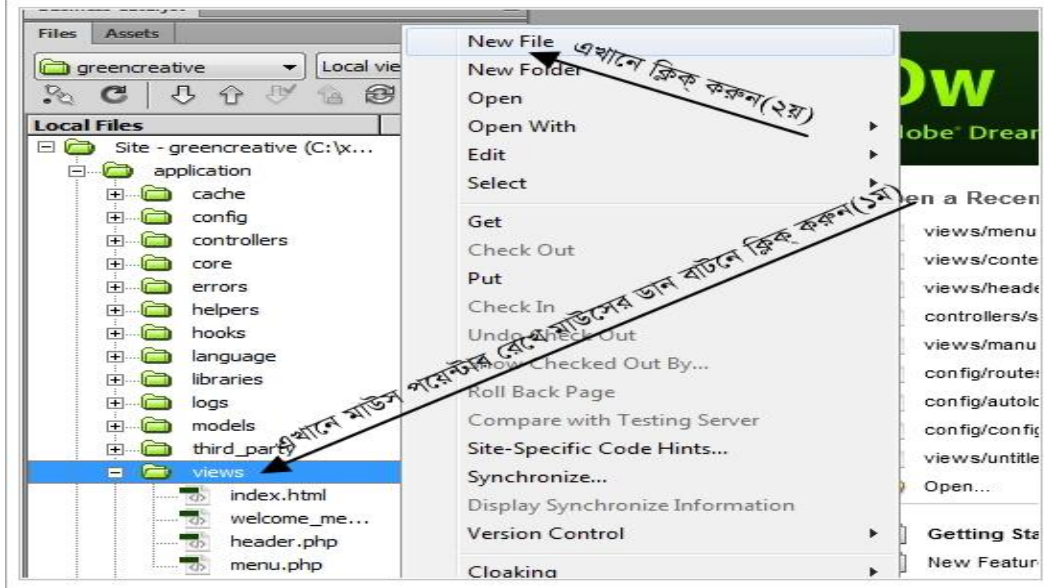 Files Assets
greencreative
Local vie
Local Files
Site - greencreative (C:\x...
application
cache
config
controllers
core
errors
helpers
hooks
language
libraries
logs
models
third_party
views
index.html
welcome_me...
header.php
menu.php
New File
New Folder
Open
Open With
Edit
Select
Get
Check Out
Put
Check In
Undo Check Out
Show Checked Out By...
Roll Back Page
Compare with Testing Server
Site-Specific Code Hints...
Synchronize...
Display Synchronize Information
Version Control
Cloaking
এখানে ক্লিক্ করুন(২য়)
এখানে মাউস পয়েন্টার রেখে মাউসের ডান বাটনে ক্লিক্ করুন(১ম)
Dw
dobe® Drear
en a Recen
views/menu
views/conte
views/heade
controllers/s
views/manu
config/route
config/autolo
config/config
views/untitle
Open...
Getting Sta
New Featur